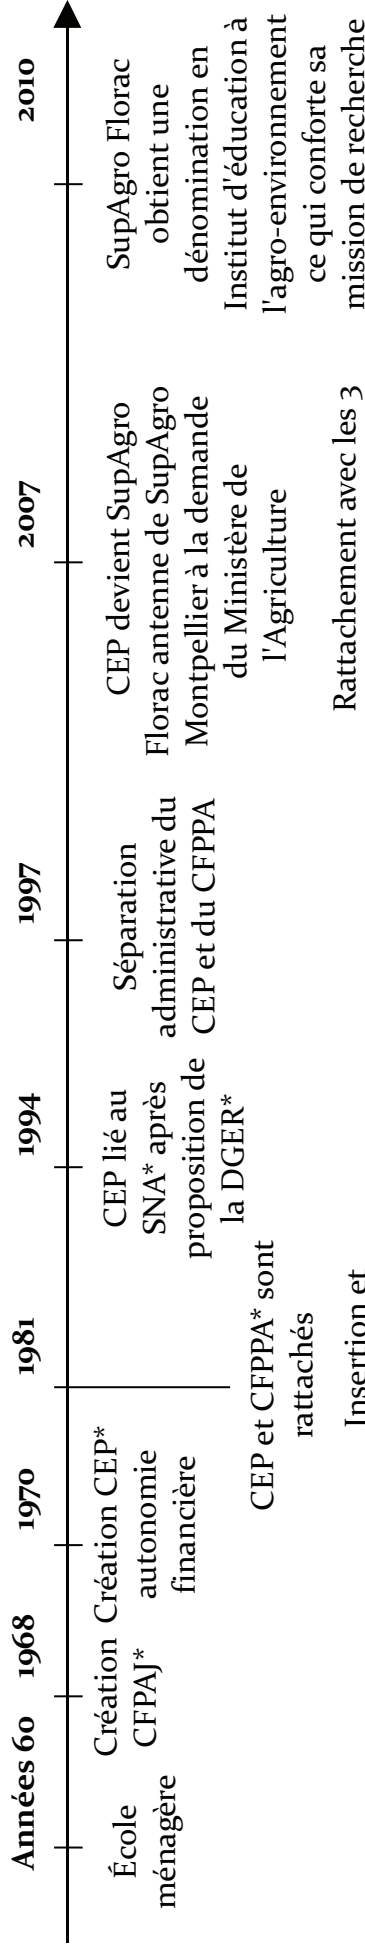 Années 60
1968
1970
1981
1994
1997
2007
2010
École
ménagère
Création
CFPAJ*
Création CEP*
autonomie
financière
CEP et CFPPA* sont
rattachés
Insertion et
CEP lié au
SNA* après
proposition de
la DGER*
Séparation
administrative du
CEP et du CFPPA
CEP devient SupAgro
Florac antenne de SupAgro
Montpellier à la demande
du Ministère de
l'Agriculture
Rattachement avec les 3
SupAgro Florac
obtient une
dénomination en
Institut d'éducation à
l'agro-environnement
ce qui conforte sa
mission de recherche